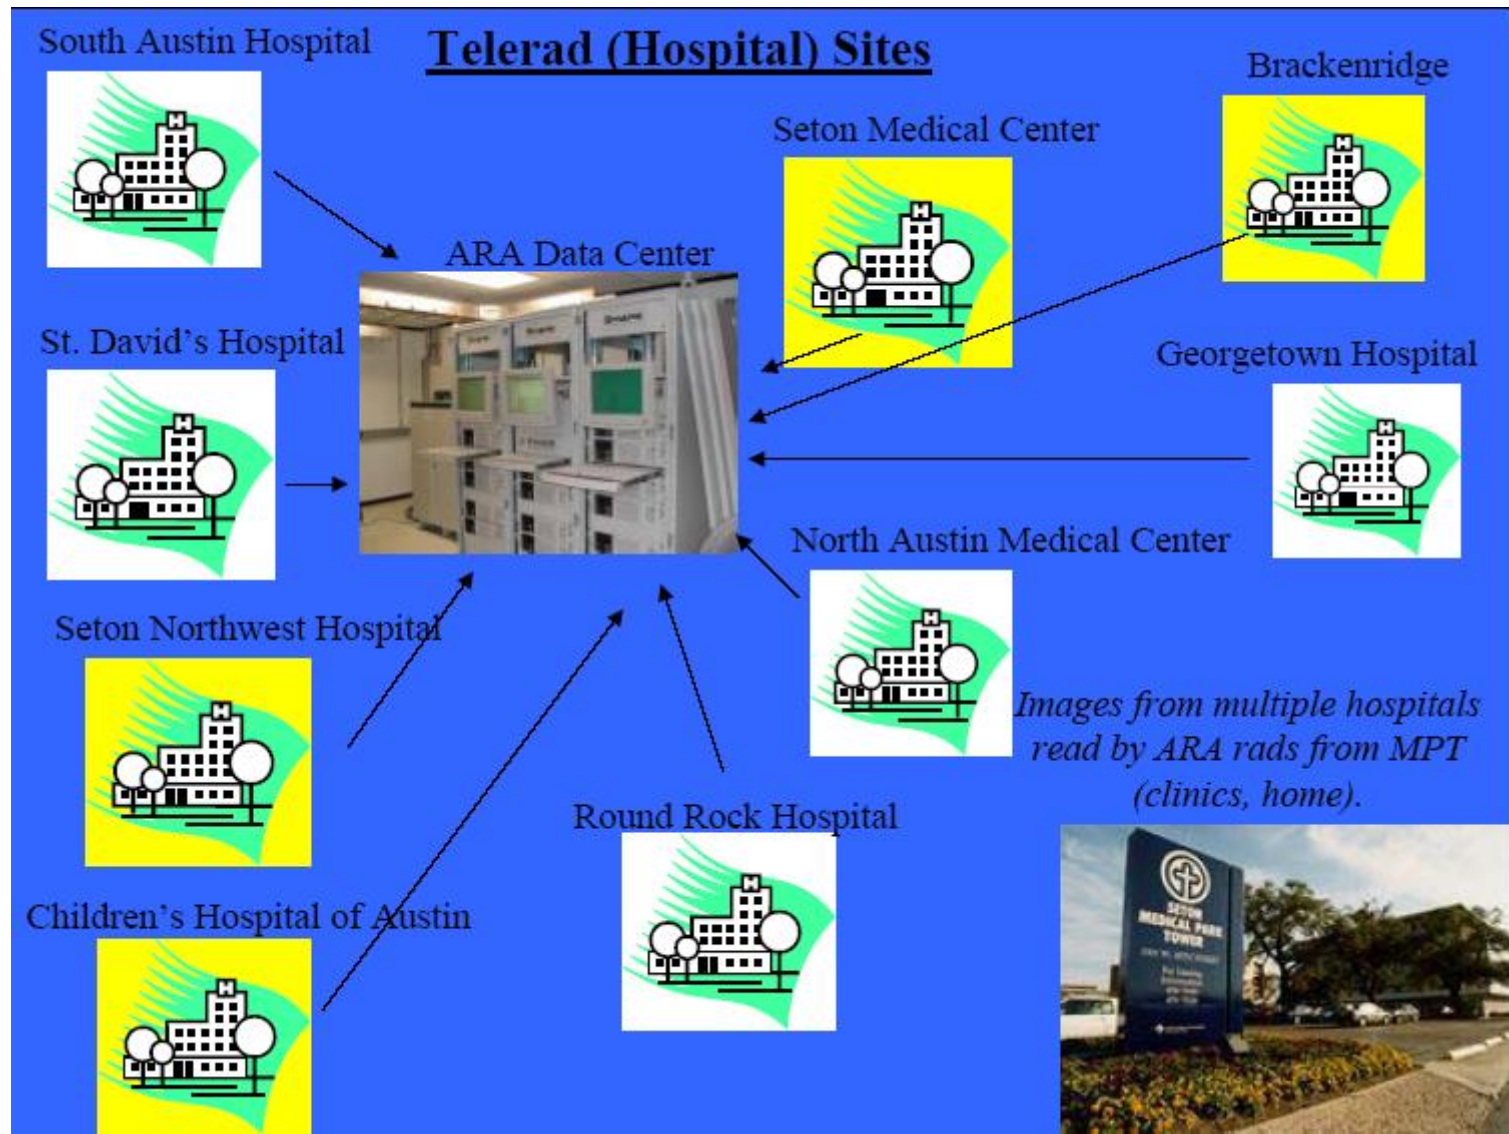 Telerad (Hospital) Sites
South Austin Hospital
Brackenridge
Seton Medical Center
ARA Data Center
St. David's Hospital
Georgetown Hospital
North Austin Medical Center
Seton Northwest Hospital
Images from multiple hospitals
read by ARA rads from MPT
(clinics, home).
Round Rock Hospital
Children's Hospital of Austin
SETON
MEDICAL PARK
TOWER
H
H
H
H
H
H
H
H
H